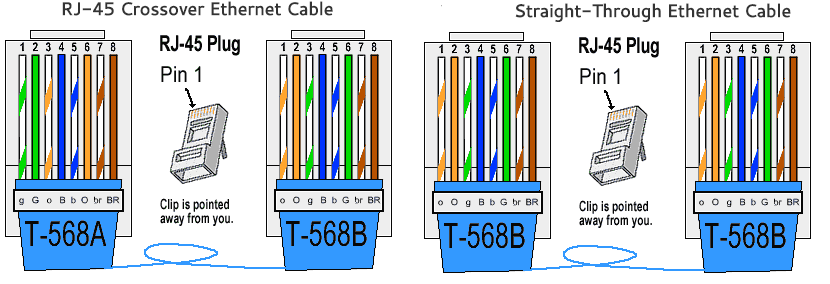 RJ-45 Crossover Ethernet Cable
1 2 3 4 5 6 7 8
RJ-45 Plug
Pin 1
Clip is pointed
away from you.
g G o B b O br BR
T-568A
1 2 3 4 5 6 7 8
o O g B b G br BR
T-568B
Straight-Through Ethernet Cable
1 2 3 4 5 6 7 8
RJ-45 Plug
Pin 1
Clip is pointed
away from you.
o O g B b G br BR
T-568B
1 2 3 4 5 6 7 8
o O g B b G br BR
T-568B